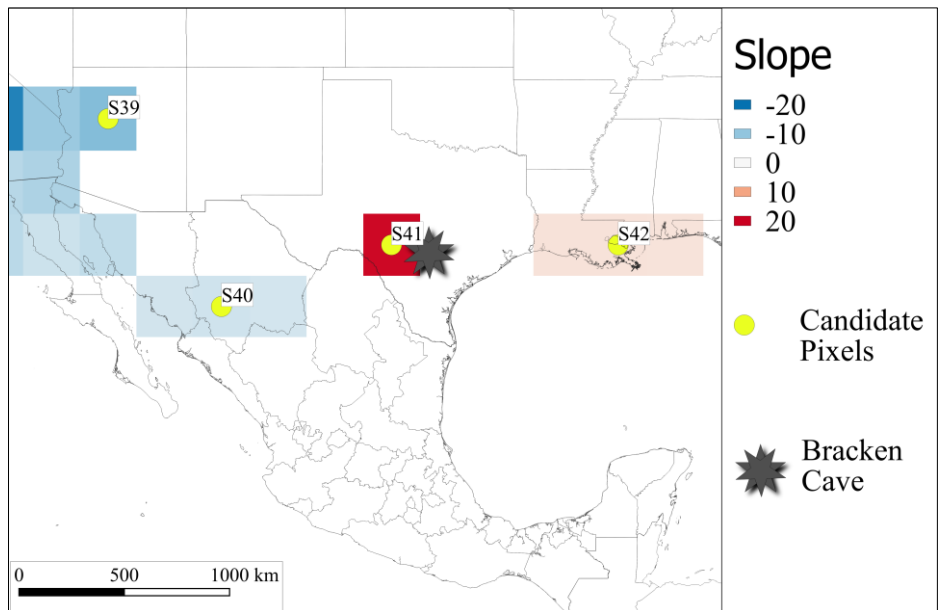 S39
S41
S42
S40
0 500 1000 km
Slope
-20
-10
0
10
20
Candidate
Pixels
Bracken
Cave